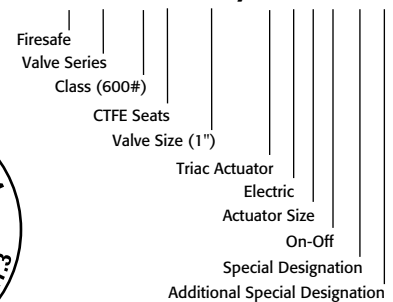 Firesafe
Valve Series
Class (600#)
CTFE Seats
Valve Size (1")
Triac Actuator
Electric
Actuator Size
On-Off
Special Designation
Additional Special Designation